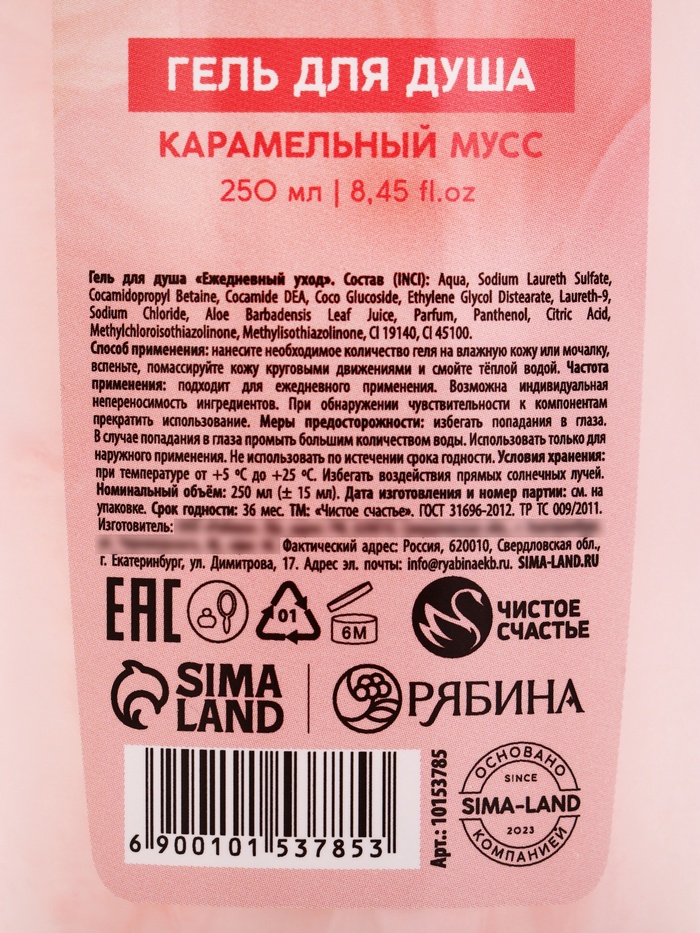 ГЕЛЬ ДЛЯ ДУША
КАРАМЕЛЬНЫЙ МУСС
250 мл | 8,45 fl.oz
Гель для душа «Ежедневный уход». Состав (INCI): Aqua, Sodium Laureth Sulfate,
Cocamidopropyl Betaine, Cocamide DEA, Coco Glucoside, Ethylene Glycol Distearate, Laureth-9,
Sodium Chloride, Aloe Barbadensis Leaf Juice, Parfum, Panthenol, Citric Acid,
Methylchloroisothiazolinone, Methylisothiazolinone, CI 19140, CI 45100.
Способ применения: нанесите необходимое количество геля на влажную кожу или мочалку,
вспеньте, помассируйте кожу круговыми движениями и смойте тёплой водой. Частота
применения: подходит для ежедневного применения. Возможна индивидуальная
непереносимость ингредиентов. При обнаружении чувствительности к компонентам
прекратить использование. Меры предосторожности: избегать попадания в глаза.
В случае попадания в глаза промыть большим количеством воды. Использовать только для
наружного применения. Не использовать по истечении срока годности. Условия хранения:
при температуре от +5 ºС до +25 ºС. Избегать воздействия прямых солнечных лучей.
Номинальный объём: 250 мл (± 15 мл). Дата изготовления и номер партии: см. на
упаковке. Срок годности: 36 мес. ТМ: «Чистое счастье». ГОСТ 31696-2012. ТР ТС 009/2011.
Изготовитель:
Фактический адрес: Россия, 620010, Свердловская обл.,
г. Екатеринбург, ул. Димитрова, 17. Адрес эл. почты: info@ryabinaekb.ru. SIMA-LAND.RU
EAC
01
6М
ЧИСТОЕ
СЧАСТЬЕ
SIMA
LAND
РЯБИНА
6 900101 537853
Арт.: 10153785
ОСНОВАНО
SINCE
SIMA-LAND
2023
КОМПАНИЕЙ